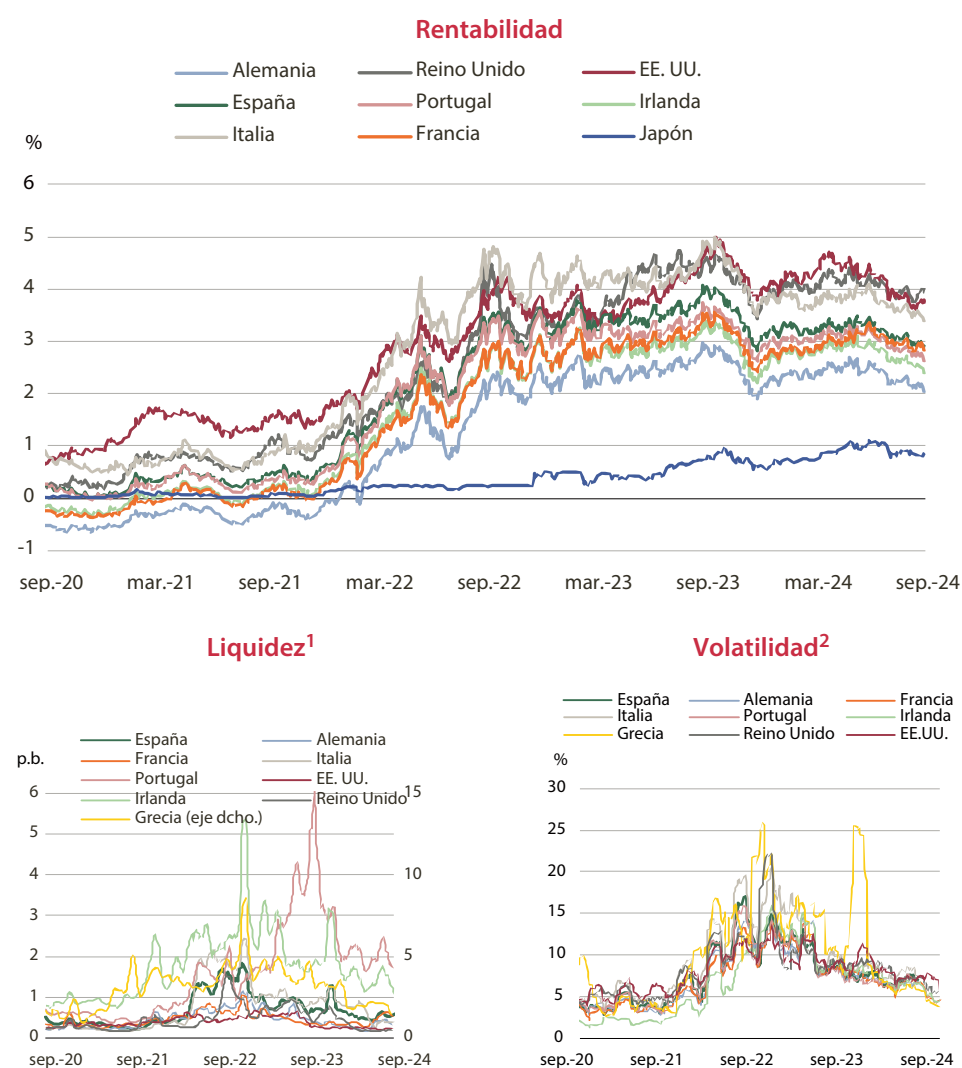 Rentabilidad
Alemania Reino Unido EE. UU.
España Portugal Irlanda
Italia Francia Japón
%
6
5
4
3
2
1
0
-1
sep.-20 mar.-21 sep.-21 mar.-22 sep.-22 mar.-23 sep.-23 mar.-24 sep.-24
Liquidez1
España Alemania
Francia Italia
Portugal EE. UU.
Irlanda Reino Unido
Grecia (eje dcho.)
p.b.
6 15
5
4 10
3
2 5
1
0 0
sep.-20 sep.-21 sep.-22 sep.-23 sep.-24
Volatilidad2
España Alemania Francia
Italia Portugal Irlanda
Grecia Reino Unido EE.UU.
%
30
25
20
15
10
5
0
sep.-20 sep.-21 sep.-22 sep.-23 sep.-24